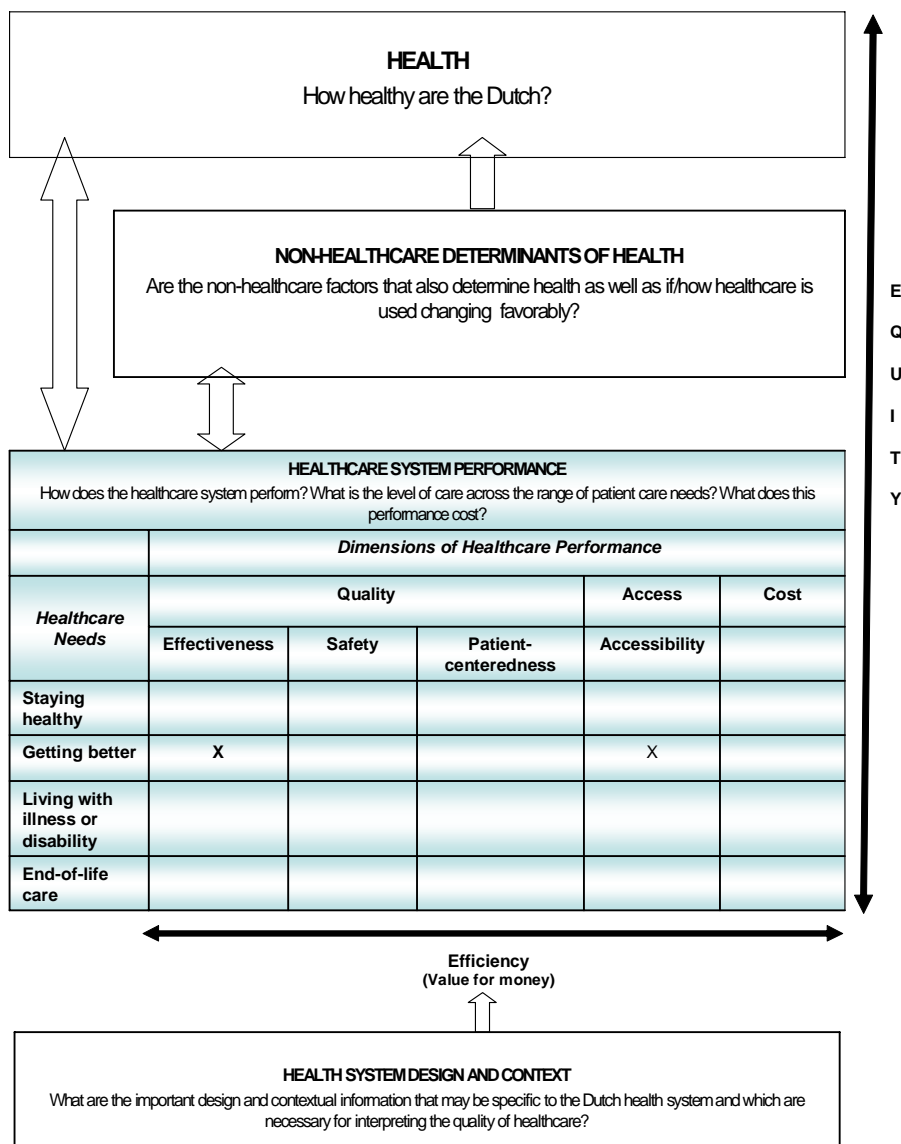 HEALTH
How healthy are the Dutch?
NON-HEALTHCARE DETERMINANTS OF HEALTH
Are the non-healthcare factors that also determine health as well as if/how healthcare is
used changing favorably?
E
Q
U
I
T
Y
HEALTHCARE SYSTEM PERFORMANCE
How does the healthcare system perform? What is the level of care across the range of patient care needs? What does this
performance cost?
Dimensions of Healthcare Performance
Healthcare
Needs
Quality
Access
Cost
Effectiveness
Safety
Patient-
centeredness
Accessibility
Staying
healthy
Getting better
X
X
Living with
illness or
disability
End-of-life
care
Efficiency
(Value for money)
HEALTH SYSTEM DESIGN AND CONTEXT
What are the important design and contextual information that may be specific to the Dutch health system and which are
necessary for interpreting the quality of healthcare?